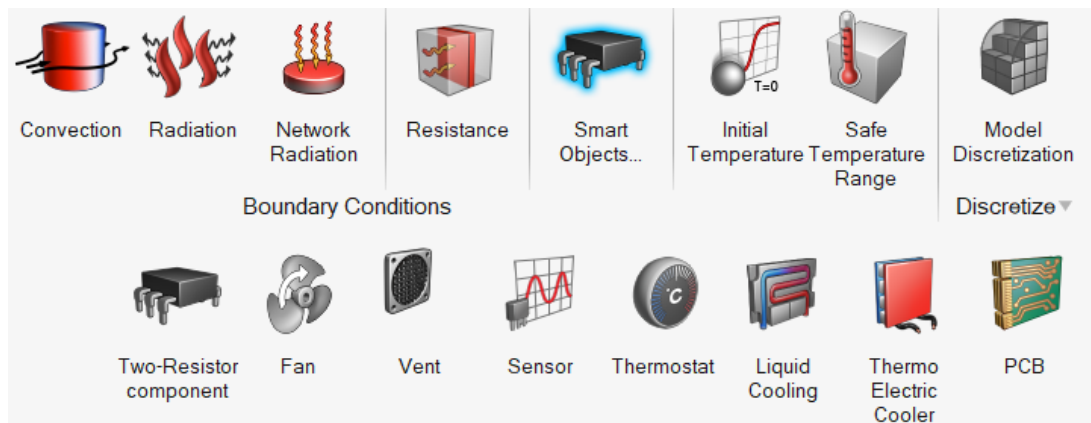 T=0
Convection
Radiation
Network
Radiation
Resistance
Smart
Objects...
Initial
Temperature
Safe
Temperature
Range
Model
Discretization
Boundary Conditions
Discretize
°C
Two-Resistor
component
Fan
Vent
Sensor
Thermostat
Liquid
Cooling
Thermo
Electric
Cooler
PCB